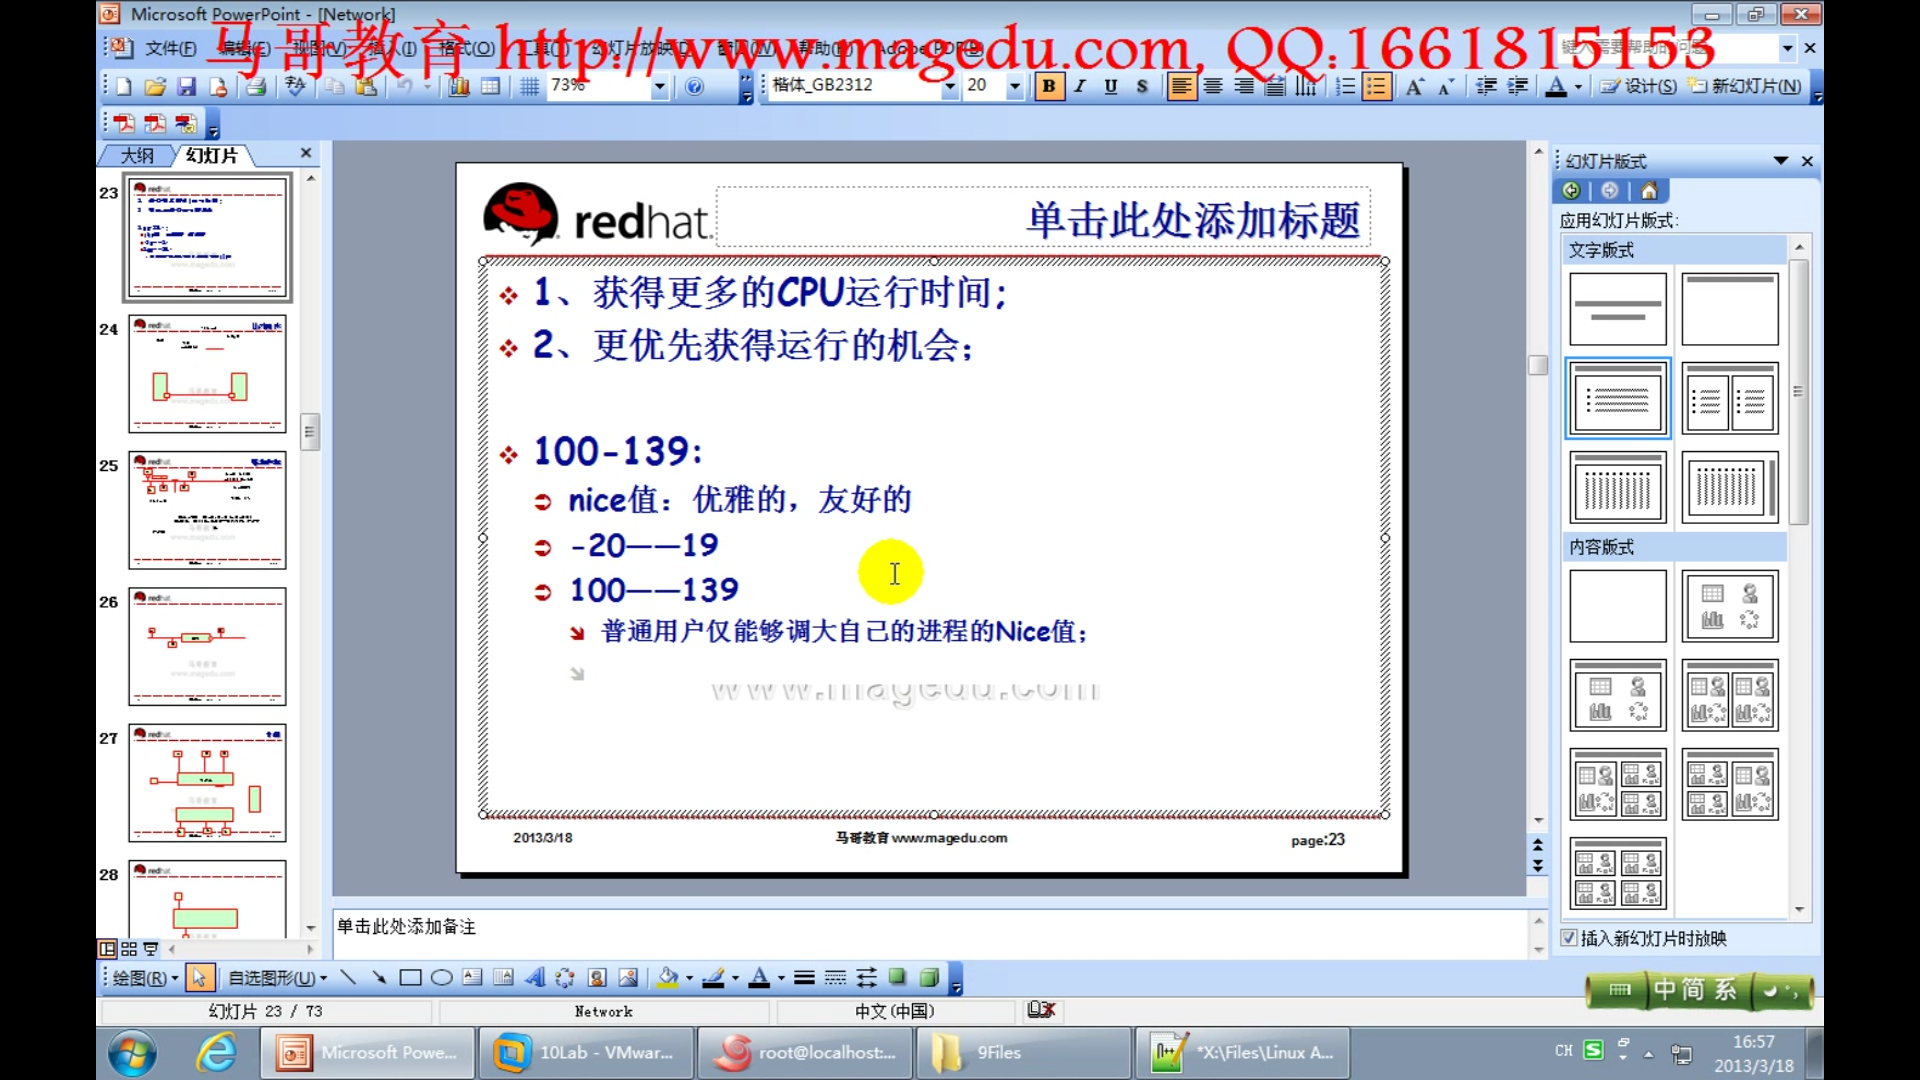 Microsoft PowerPoint - [Network]
马哥教育 http://www.magedu.com, QQ:1661815153
文件(F) 编辑(E) 视图(V) 插入(I) 格式(O) 工具(T) 幻灯片放映(D) 窗口(W) 帮助(H) Adobe PDF(B)
73% 楷体_GB2312 20 B I U S 设计(S) 新幻灯片(N)
大纲 幻灯片
幻灯片版式
应用幻灯片版式:
文字版式
内容版式
插入新幻灯片时放映
23
24
25
26
27
28
redhat.
单击此处添加标题
1、获得更多的CPU运行时间;
2、更优先获得运行的机会;
100-139:
nice值: 优雅的, 友好的
-20——19
100——139
普通用户仅能够调大自己的进程的Nice值;
www.magedu.com
2013/3/18 马哥教育 www.magedu.com page:23
单击此处添加备注
绘图(R) 自选图形(U)
中简系
幻灯片 23 / 73 Network 中文(中国)
Microsoft Powe... 10Lab - VMwar... root@localhost:... 9Files *X:\Files\Linux A... CH 16:57
2013/3/18